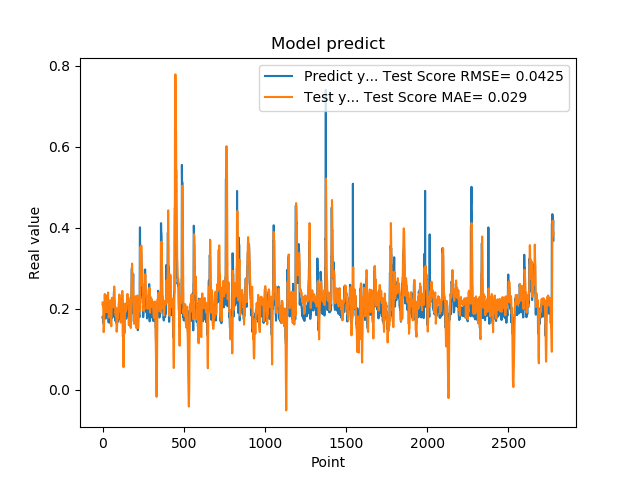 Model predict
Predict y... Test Score RMSE= 0.0425
Test y... Test Score MAE= 0.029
Real value
0.8
0.6
0.4
0.2
0.0
0 500 1000 1500 2000 2500
Point